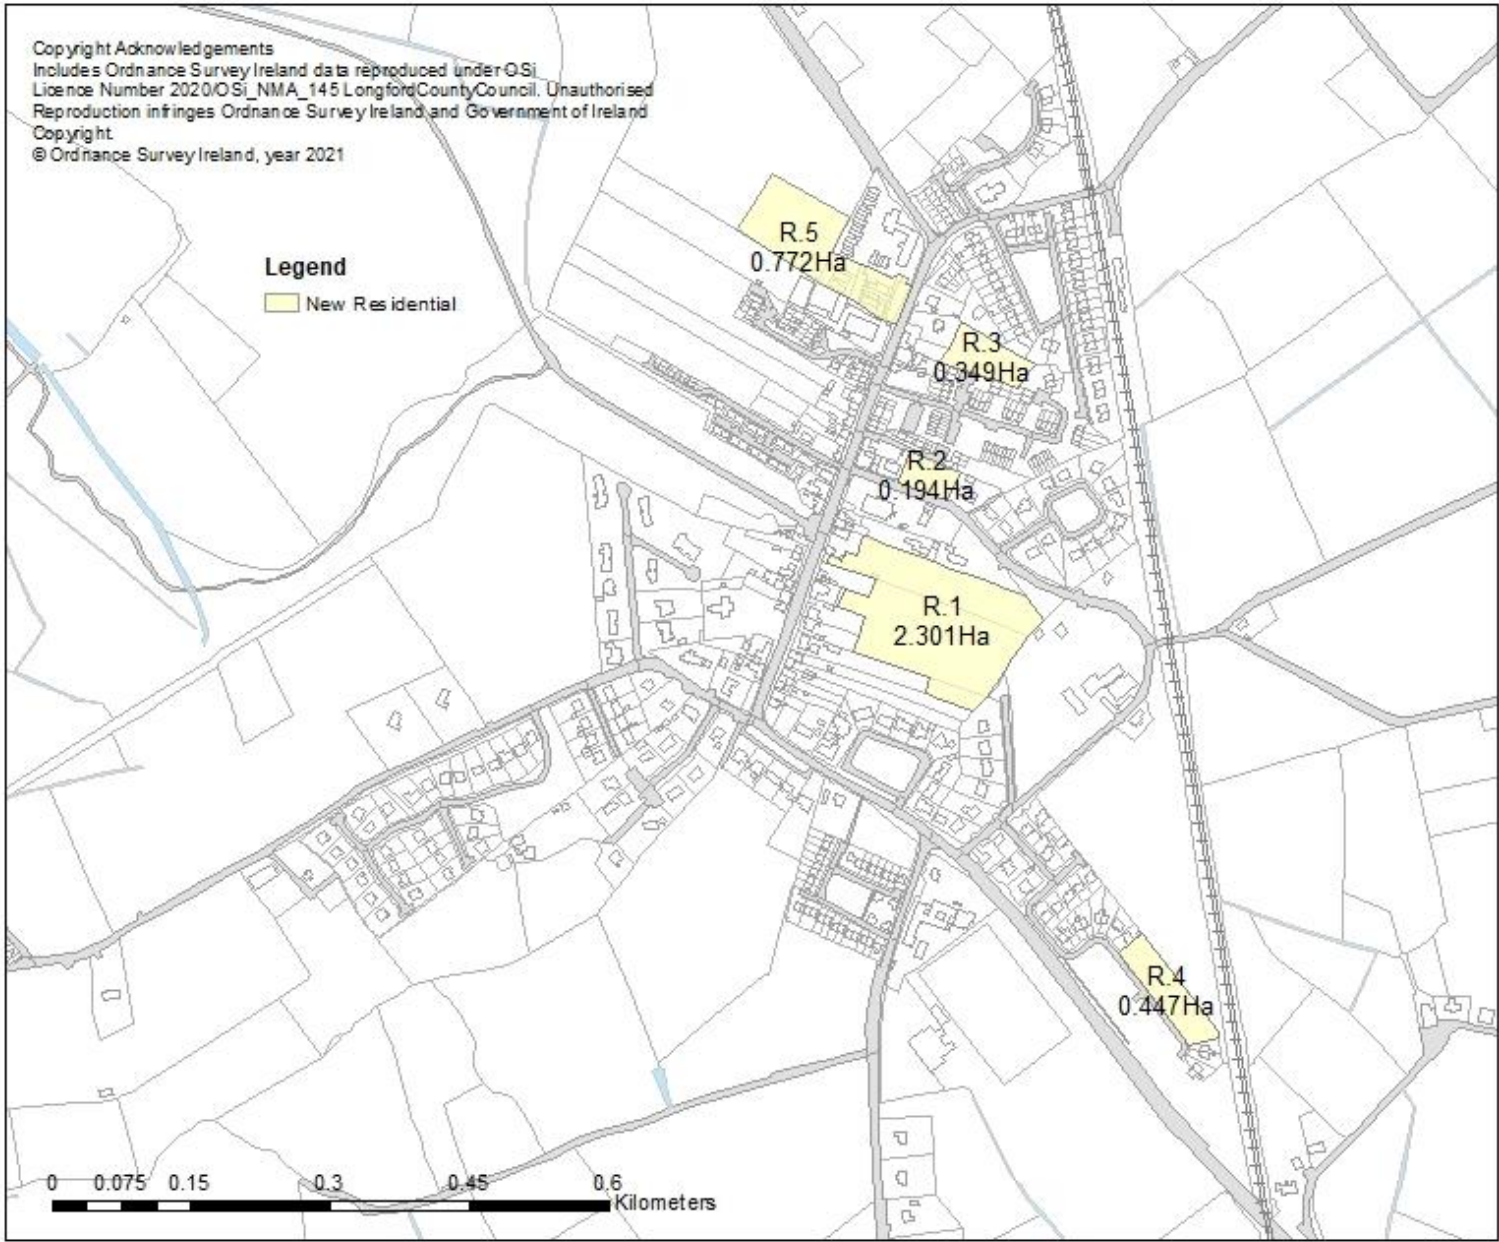 Copyright Acknowledgements
Includes Ordnance Survey Ireland data reproduced under OSi
Licence Number 2020/OSi_NMA_145 LongfordCountyCouncil. Unauthorised
Reproduction infringes Ordnance Survey Ireland and Government of Ireland
Copyright.
© Ordnance Survey Ireland, year 2021
Legend
New Residential
R.5
0.772Ha
R.3
0.349Ha
R.2
0.194Ha
R.1
2.301Ha
R.4
0.447Ha
0 0.075 0.15 0.3 0.45 0.6
Kilometers